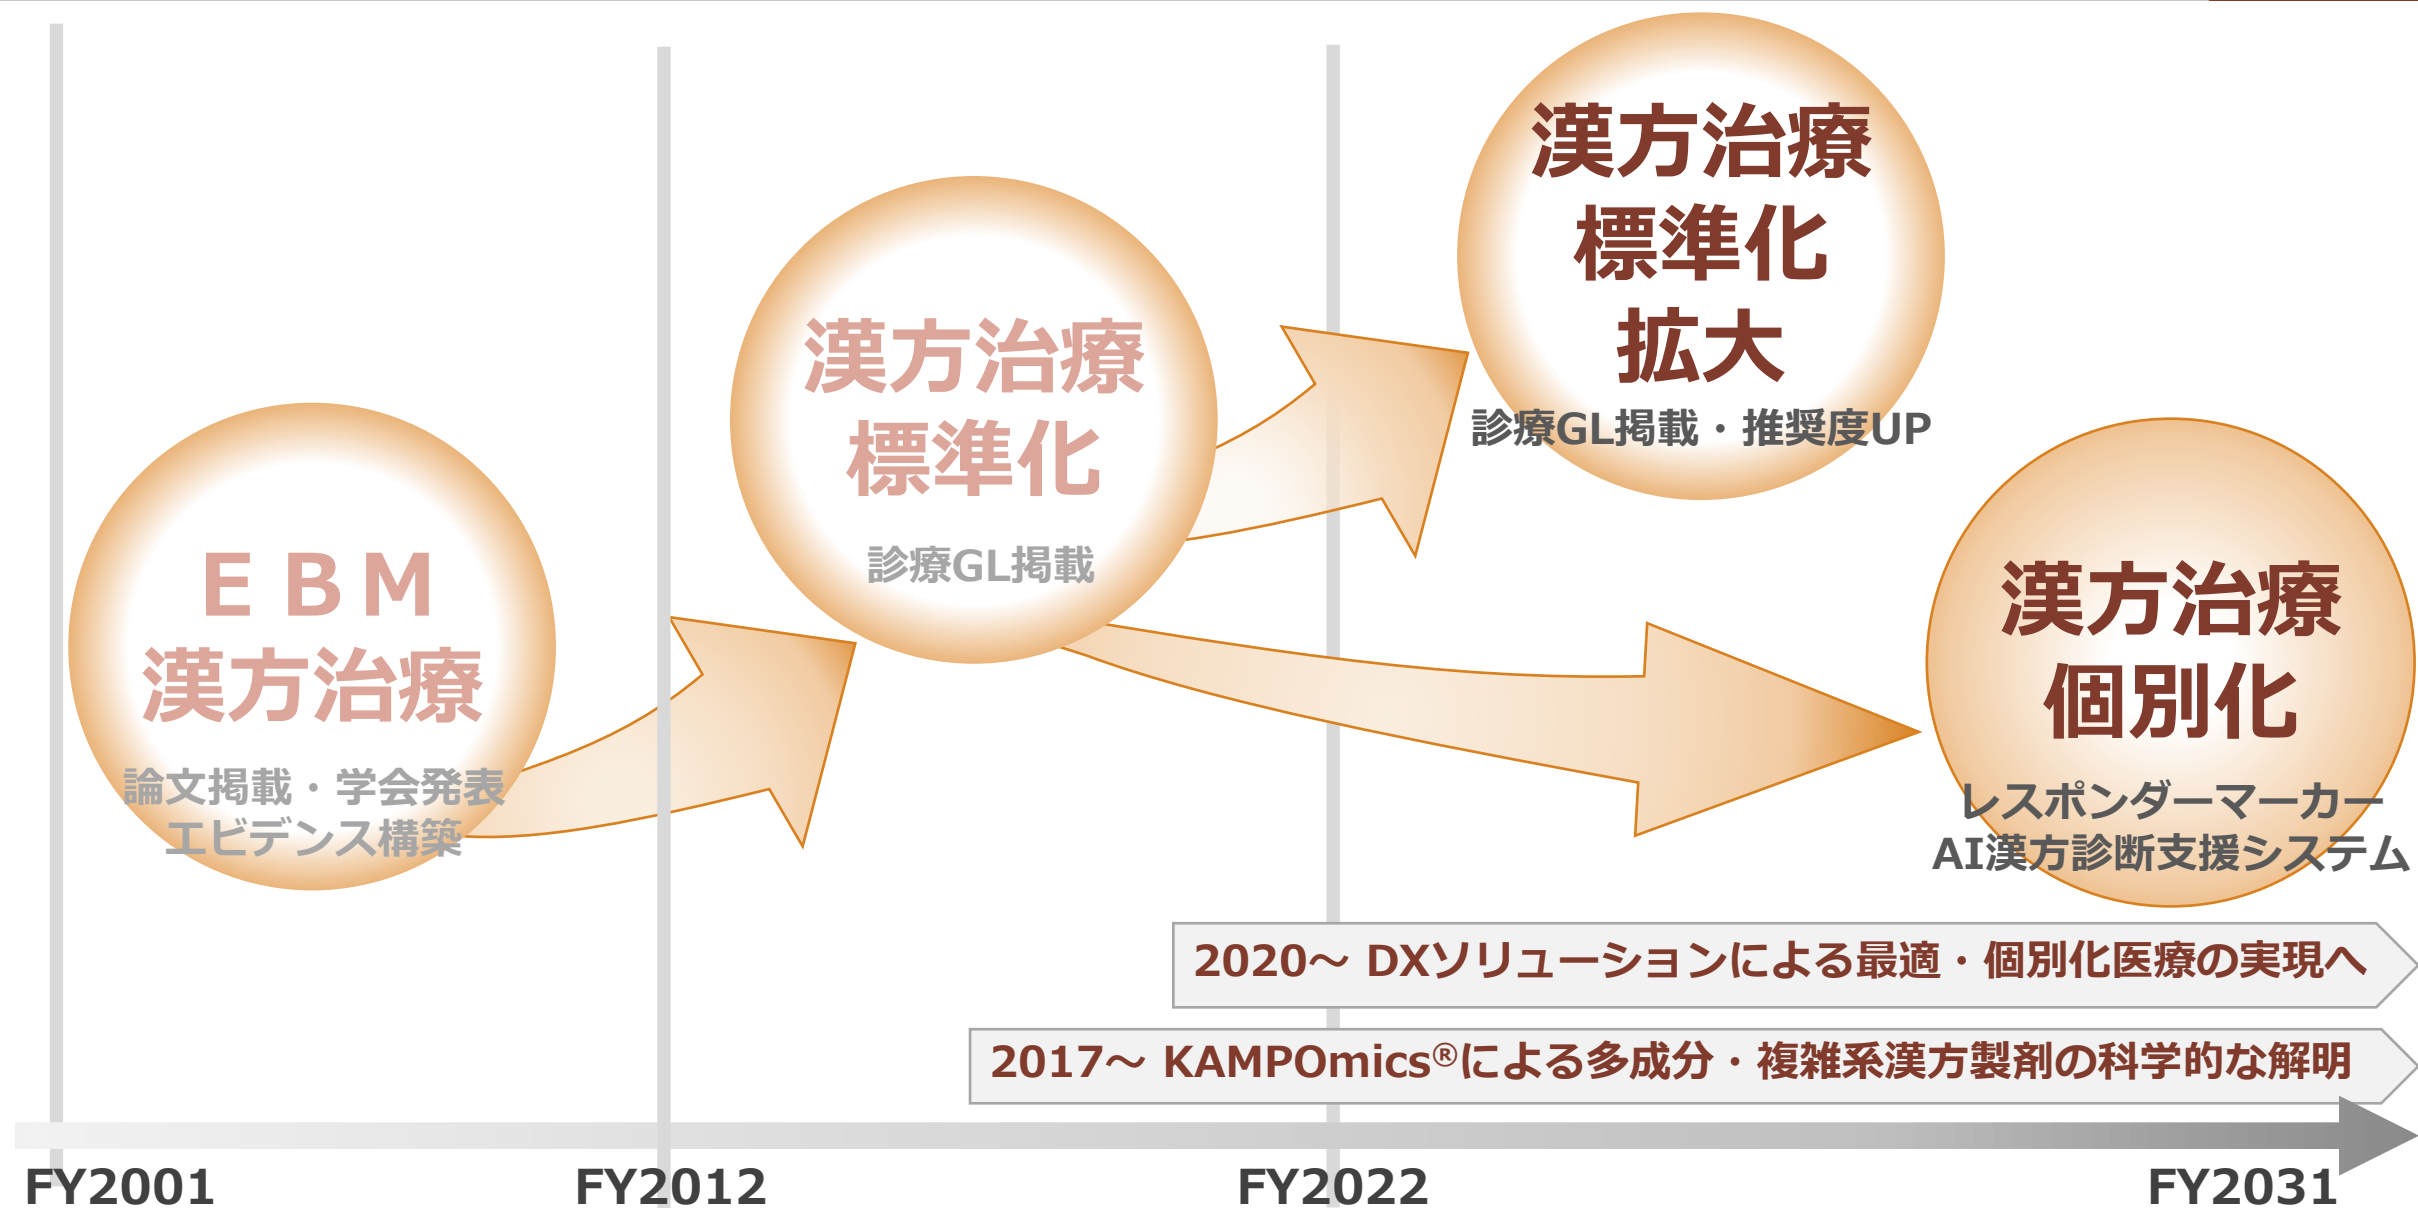 ＥＢＭ
漢方治療
論文掲載・学会発表
エビデンス構築
漢方治療
標準化
診療GL掲載
漢方治療
標準化
拡大
診療GL掲載・推奨度UP
漢方治療
個別化
レスポンダーマーカー
AI漢方診断支援システム
2020～ DXソリューションによる最適・個別化医療の実現へ
2017～ KAMPOmics®による多成分・複雑系漢方製剤の科学的な解明
FY2001
FY2012
FY2022
FY2031